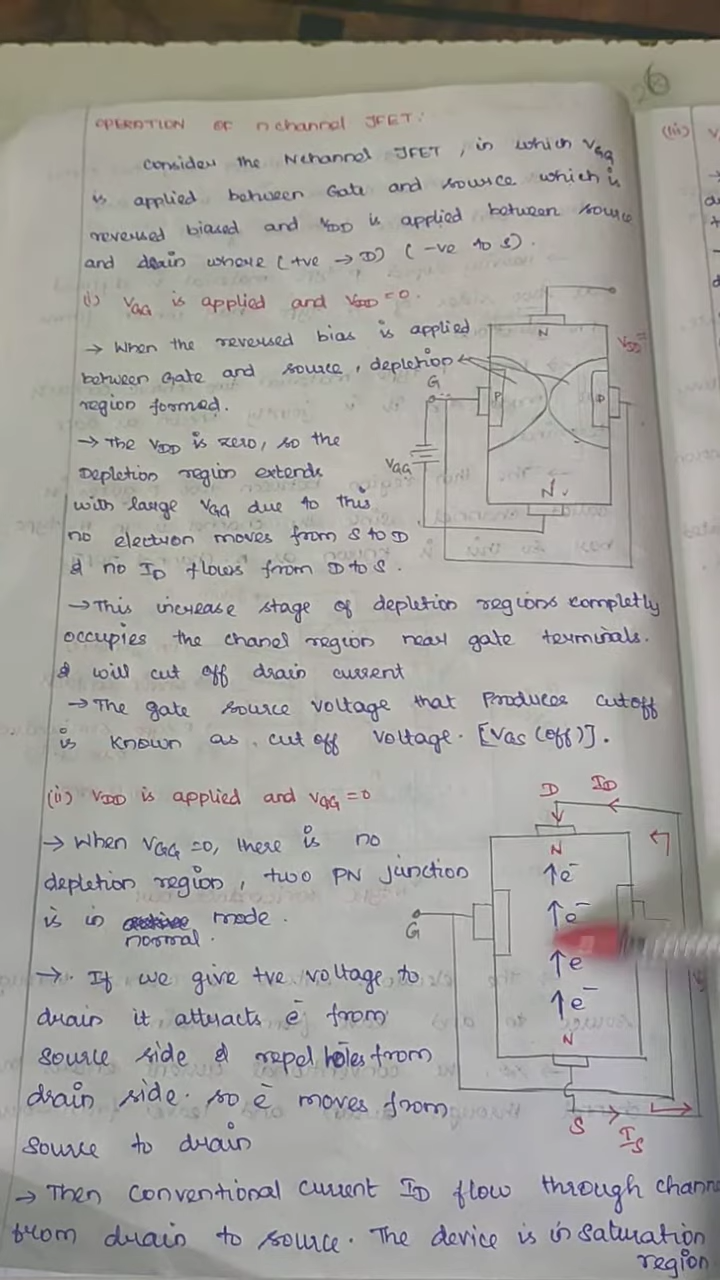 OPERATION OF n channel JFET:
consider the Nchannel JFET, in which VGG
is applied between Gate and source which is
reversed biased and VDD is applied between source
and drain where (+ve → D) (-ve to S).
(i) VGG is applied and VDD = 0.
→ When the reversed bias is applied
between Gate and source, depletion
region formed.
→ The VDD is zero, so the
Depletion region extends
with large VGG due to this
no electron moves from S to D
& no ID flows from D to S.
→ This increase stage of depletion regions completly
occupies the chanel region near gate terminals.
& will cut off drain current
→ The gate source voltage that produces cutoff
is known as cut off voltage. [VGS (off)].
N
VDD=
G
P
P
VGG
N
(ii) VDD is applied and VGG = 0
→ When VGG = 0, there is no
depletion region, two PN junction
is in mode.
normal.
→ If we give +ve voltage to
drain it attracts e⁻ from
source side & repel holes from
drain side. so e⁻ moves from
source to drain
→ Then conventional current ID flow through chann
from drain to source. The device is in saturation
region
D ID
N
↑e⁻
↑e⁻
↑e
↑e⁻
N
G
S IS
(iii) V